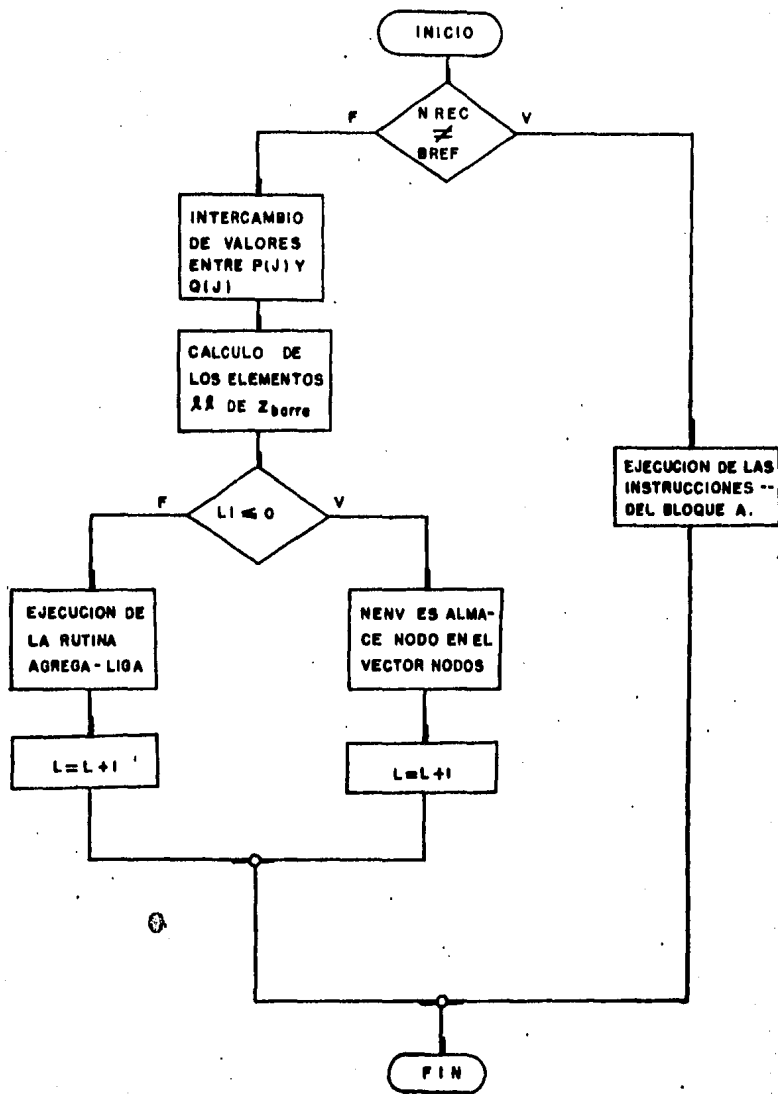 INICIO
F
N REC
≠
BREF
V
INTERCAMBIO
DE VALORES
ENTRE P(J) Y
Q(J)
CALCULO DE
LOS ELEMENTOS
ℓℓ DE Z barra
F
LI ≤ 0
V
EJECUCION DE LAS
INSTRUCCIONES --
DEL BLOQUE A.
EJECUCION DE
LA RUTINA
AGREGA-LIGA
NENV ES ALMA-
CE NODO EN EL
VECTOR NODOS
L=L+1
L=L+1
FIN